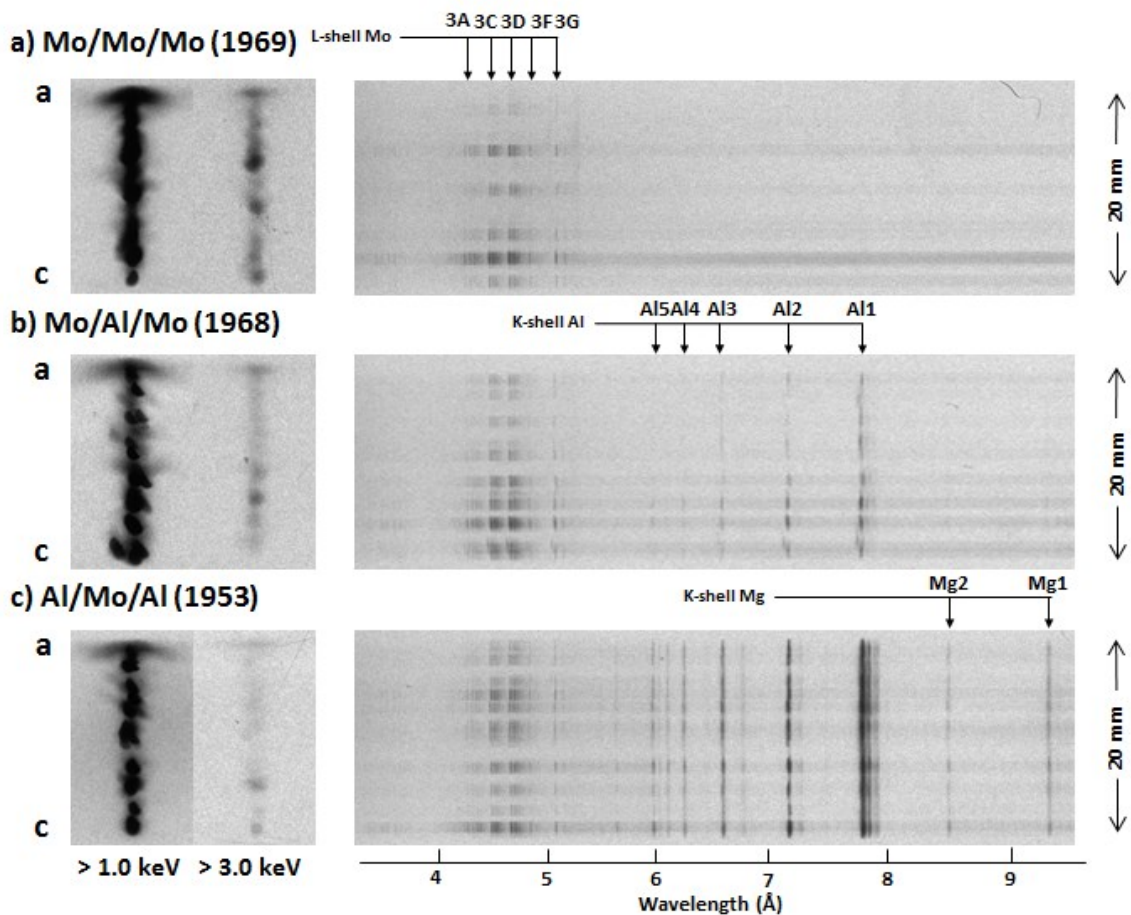 a) Mo/Mo/Mo (1969)
L-shell Mo
3A 3C 3D 3F 3G
a
c
20 mm
b) Mo/Al/Mo (1968)
K-shell Al
Al5 Al4 Al3 Al2 Al1
a
c
20 mm
c) Al/Mo/Al (1953)
K-shell Mg
Mg2 Mg1
a
c
20 mm
> 1.0 keV > 3.0 keV
4 5 6 7 8 9
Wavelength (Å)